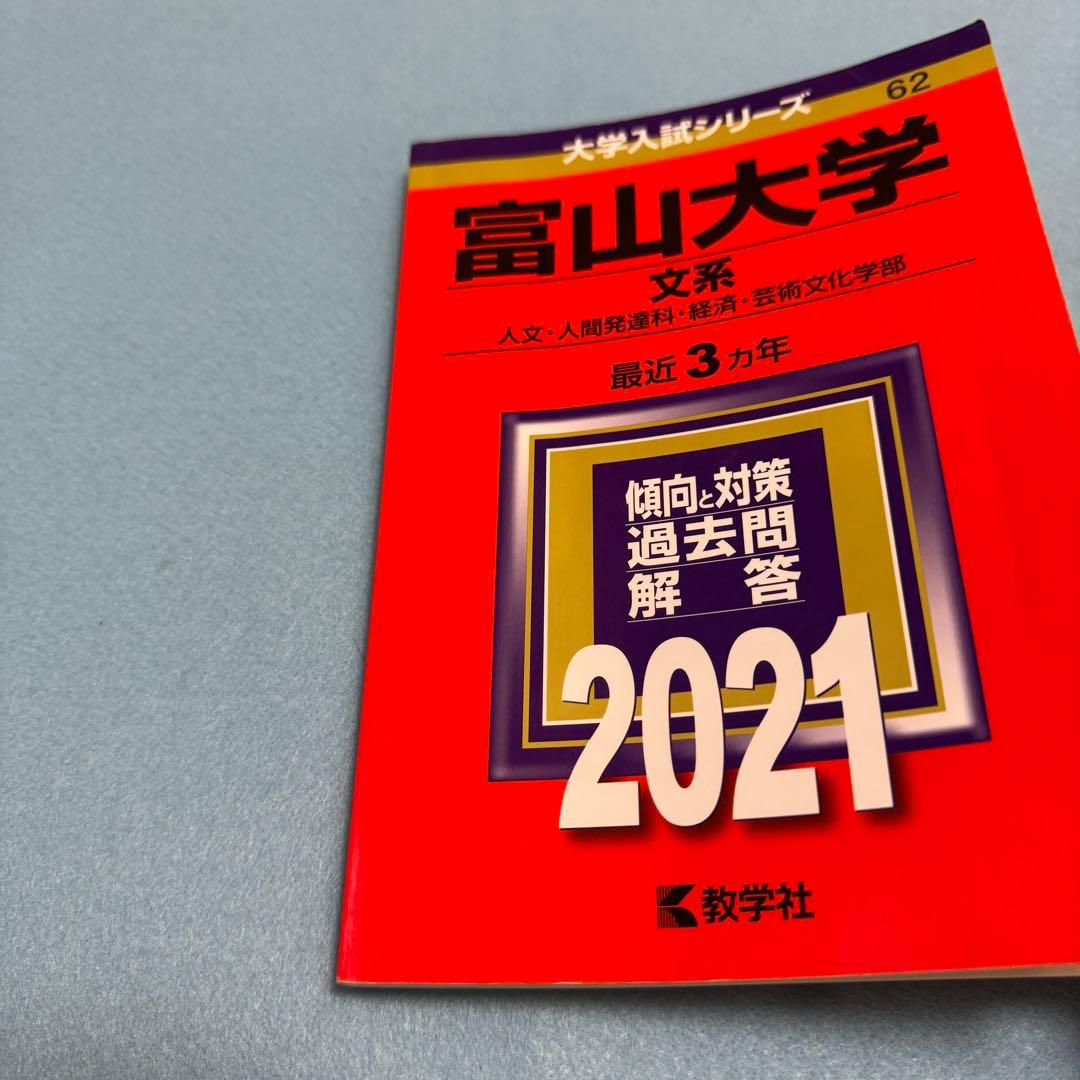 大学入試シリーズ
62
富山大学
文系
人文・人間発達科・経済・芸術文化学部
最近3カ年
傾向と対策
過去問
解答
2021
教学社